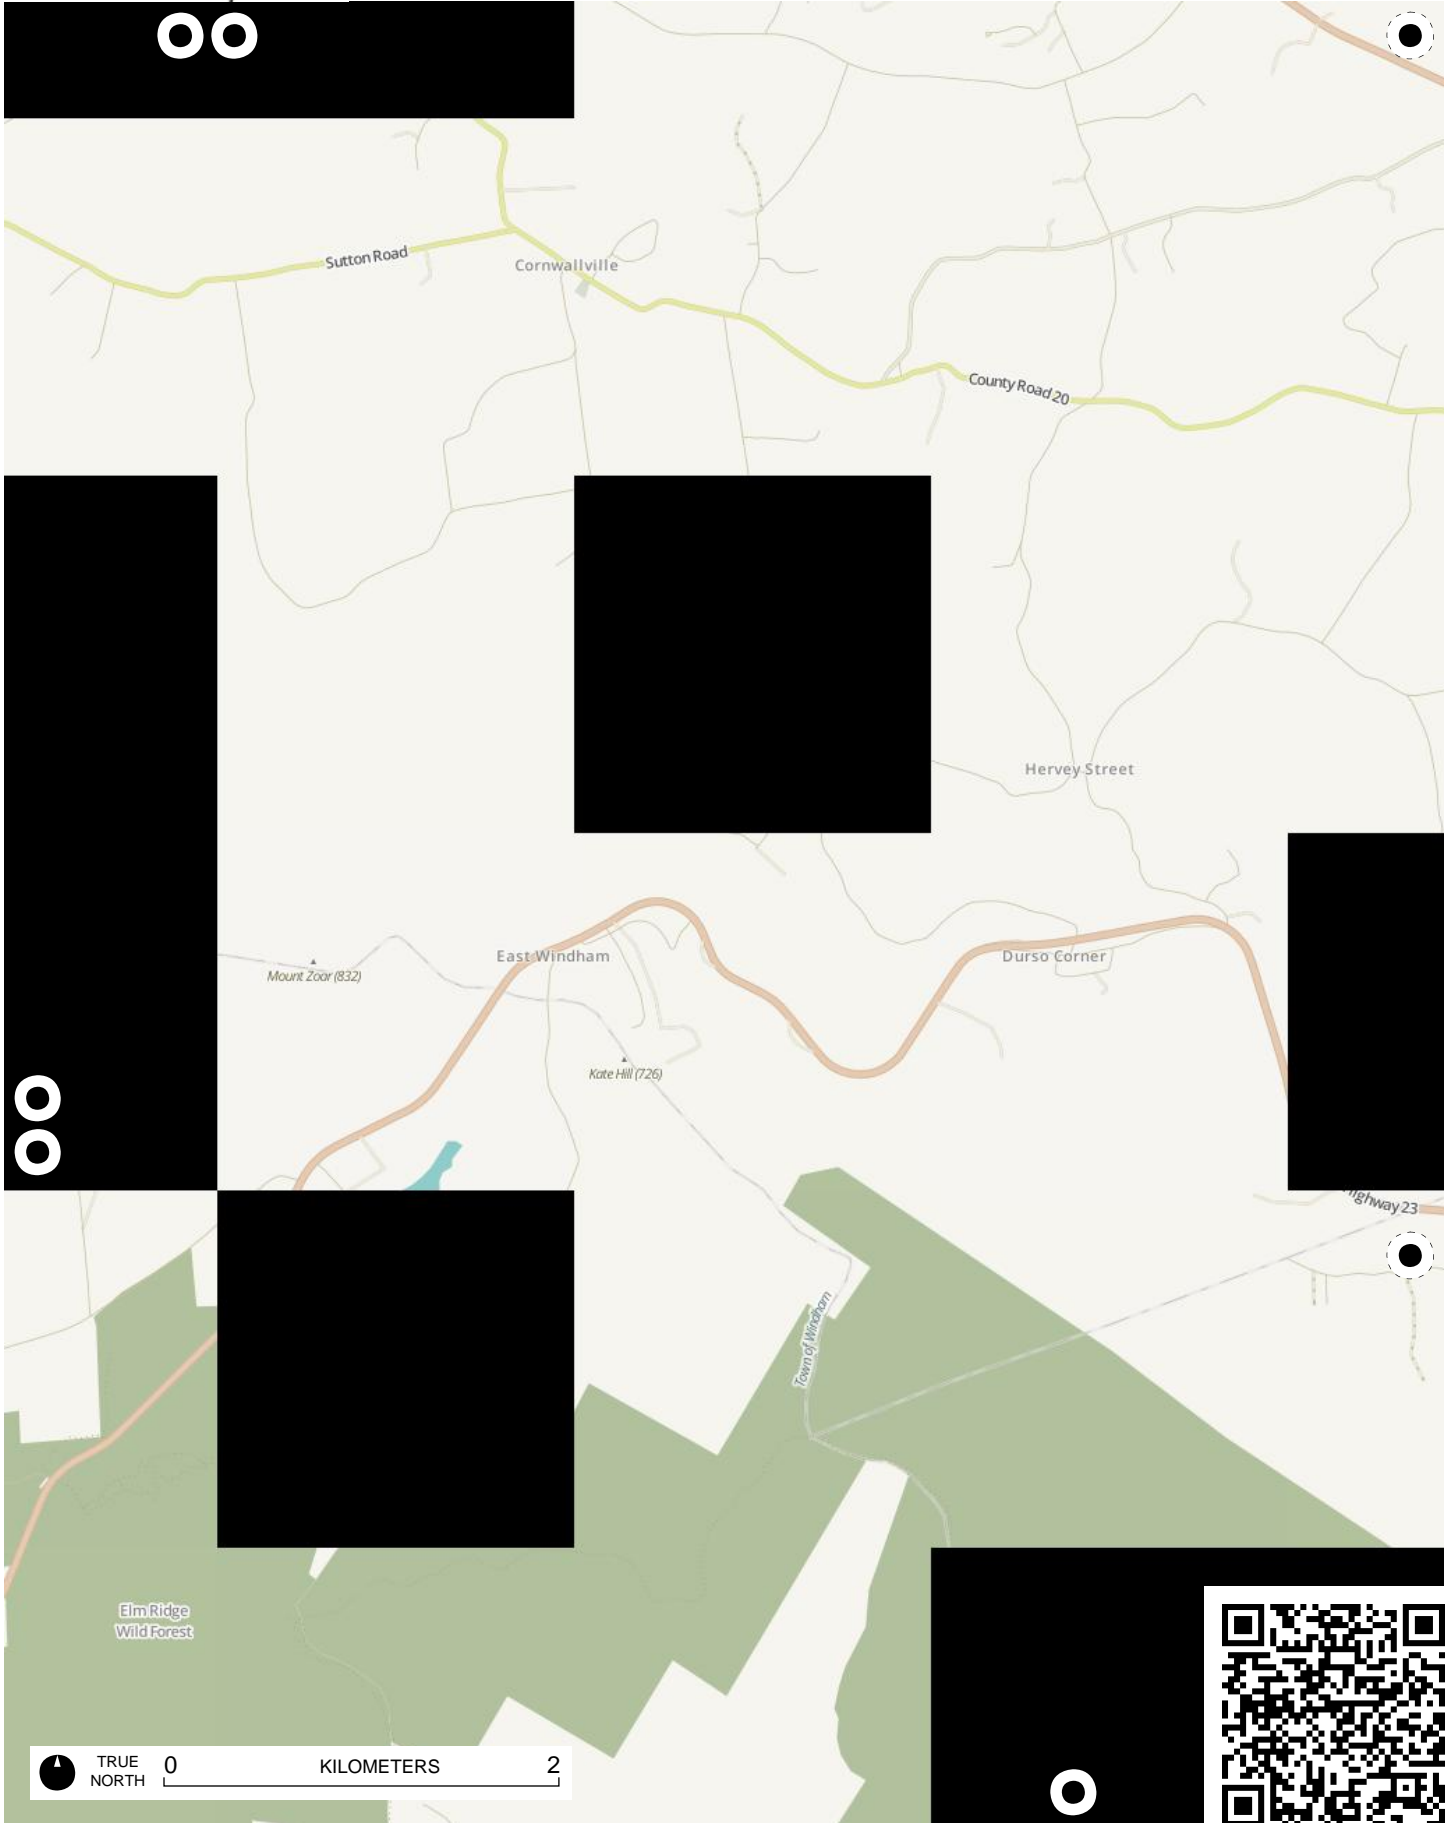 Sutton Road
Cornwallville
County Road 20
Hervey Street
East Windham
Durso Corner
Mount Zoar (832)
Kate Hill (726)
Highway 23
Town of Windham
Elm Ridge
Wild Forest
TRUE
NORTH
0 KILOMETERS 2